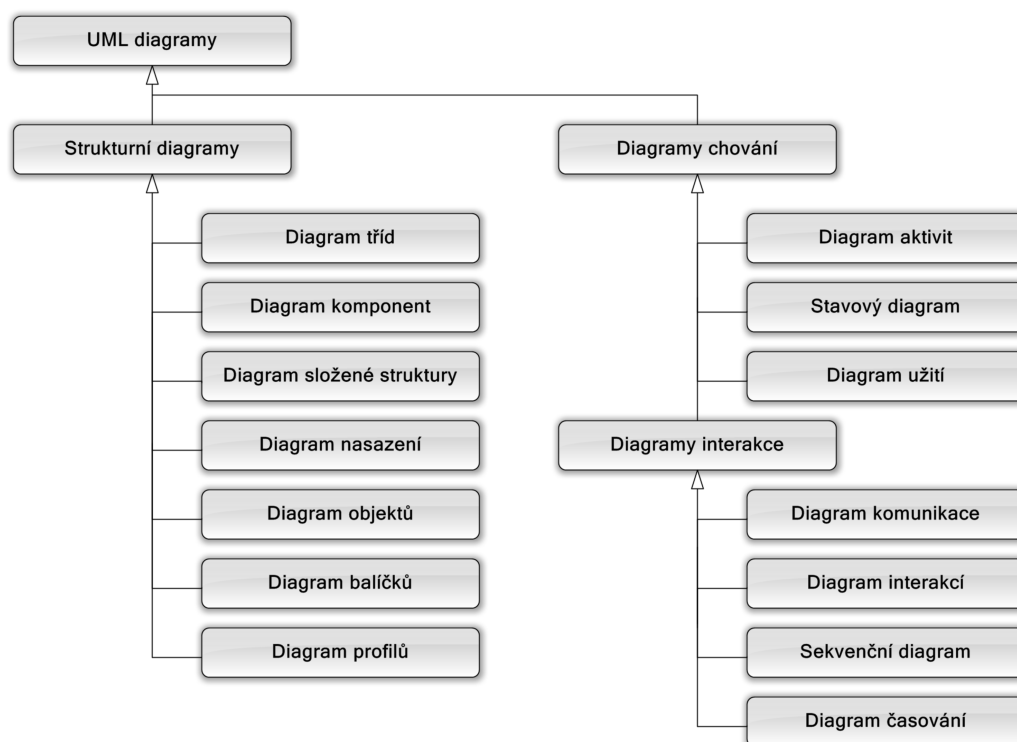 UML diagramy
Strukturní diagramy
Diagram tříd
Diagram komponent
Diagram složené struktury
Diagram nasazení
Diagram objektů
Diagram balíčků
Diagram profilů
Diagramy chování
Diagram aktivit
Stavový diagram
Diagram užití
Diagramy interakce
Diagram komunikace
Diagram interakcí
Sekvenční diagram
Diagram časování